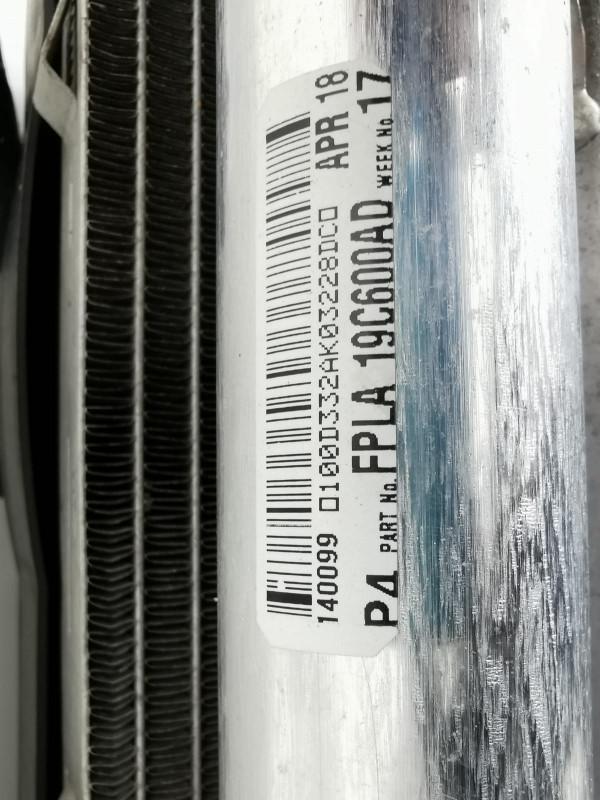 140099 APR 18
0100D332AK03228DC0
P4 PART No. FPLA 19C600AD WEEK No 17